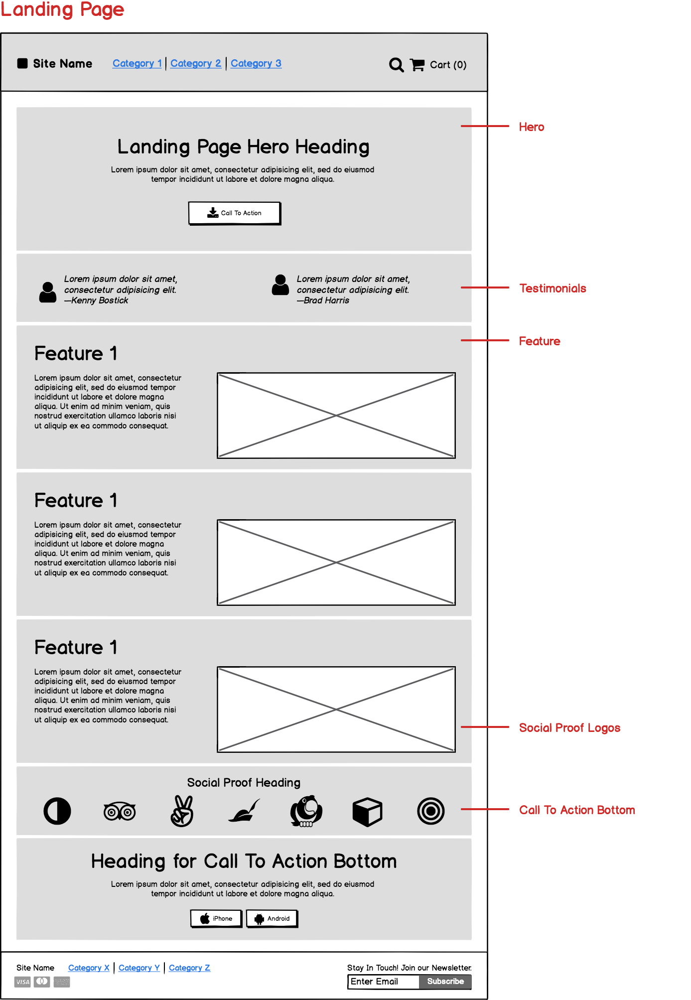 Landing Page
Site Name
Category 1 | Category 2 | Category 3
Cart (0)
Hero
Landing Page Hero Heading
Lorem ipsum dolor sit amet, consectetur adipisicing elit, sed do eiusmod
tempor incididunt ut labore et dolore magna aliqua.
Call To Action
Lorem ipsum dolor sit amet,
consectetur adipisicing elit.
—Kenny Bostick
Lorem ipsum dolor sit amet,
consectetur adipisicing elit.
—Brad Harris
Testimonials
Feature
Feature 1
Lorem ipsum dolor sit amet, consectetur
adipisicing elit, sed do eiusmod tempor
incididunt ut labore et dolore magna
aliqua. Ut enim ad minim veniam, quis
nostrud exercitation ullamco laboris nisi
ut aliquip ex ea commodo consequat.
Feature 1
Lorem ipsum dolor sit amet, consectetur
adipisicing elit, sed do eiusmod tempor
incididunt ut labore et dolore magna
aliqua. Ut enim ad minim veniam, quis
nostrud exercitation ullamco laboris nisi
ut aliquip ex ea commodo consequat.
Feature 1
Lorem ipsum dolor sit amet, consectetur
adipisicing elit, sed do eiusmod tempor
incididunt ut labore et dolore magna
aliqua. Ut enim ad minim veniam, quis
nostrud exercitation ullamco laboris nisi
ut aliquip ex ea commodo consequat.
Social Proof Logos
Social Proof Heading
Call To Action Bottom
Heading for Call To Action Bottom
Lorem ipsum dolor sit amet, consectetur adipisicing elit, sed do eiusmod
tempor incididunt ut labore et dolore magna aliqua.
iPhone
Android
Site Name
Category X | Category Y | Category Z
VISA
Stay In Touch! Join our Newsletter.
Enter Email
Subscribe